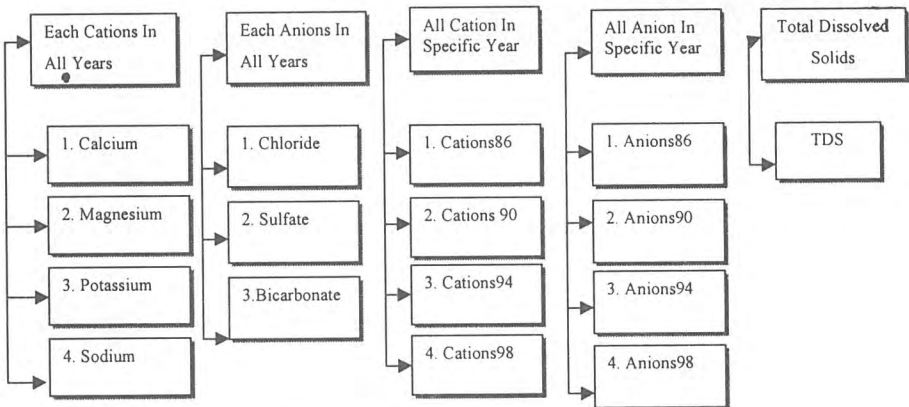 Each Cations In
All Years
1. Calcium
2. Magnesium
3. Potassium
4. Sodium
Each Anions In
All Years
1. Chloride
2. Sulfate
3.Bicarbonate
All Cation In
Specific Year
1. Cations86
2. Cations 90
3. Cations94
4. Cations98
All Anion In
Specific Year
1. Anions86
2. Anions90
3. Anions94
4. Anions98
Total Dissolved
Solids
TDS